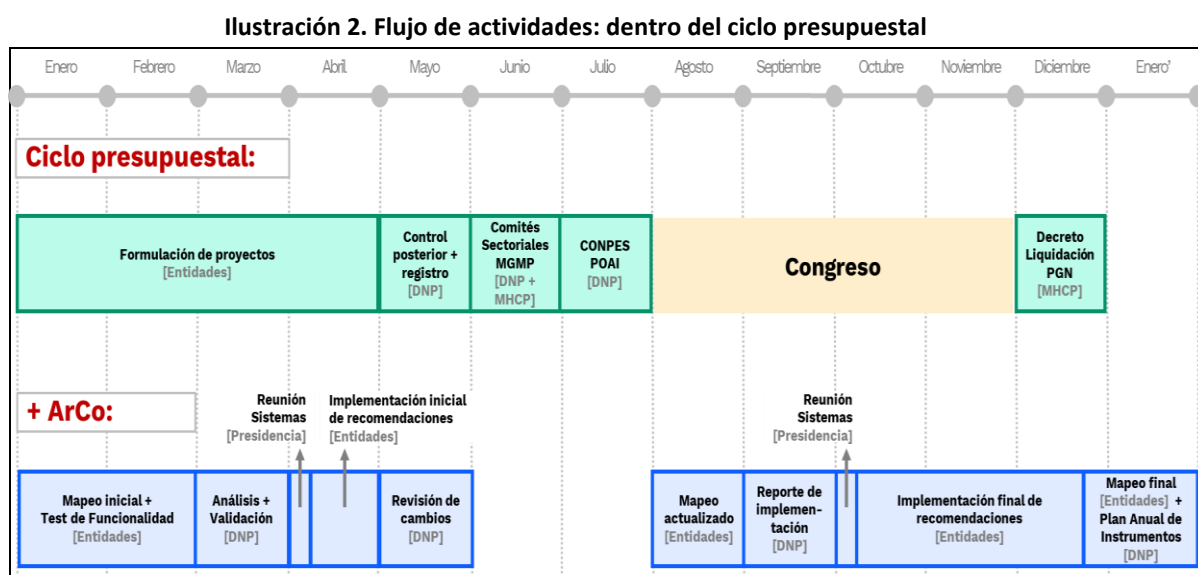 Ilustración 2. Flujo de actividades: dentro del ciclo presupuestal
Enero Febrero Marzo Abril Mayo Junio Julio Agosto Septiembre Octubre Noviembre Diciembre Enero'
Ciclo presupuestal:
Formulación de proyectos
[Entidades]
Control
posterior +
registro
[DNP]
Comités
Sectoriales
MGMP
[DNP +
MHCP]
CONPES
POAI
[DNP]
Congreso
Decreto
Liquidación
PGN
[MHCP]
+ ArCo:
Reunión
Sistemas
[Presidencia]
Implementación inicial
de recomendaciones
[Entidades]
Reunión
Sistemas
[Presidencia]
Mapeo inicial +
Test de Funcionalidad
[Entidades]
Análisis +
Validación
[DNP]
Revisión de
cambios
[DNP]
Mapeo
actualizado
[Entidades]
Reporte de
implemen-
tación
[DNP]
Implementación final de
recomendaciones
[Entidades]
Mapeo final
[Entidades] +
Plan Anual de
Instrumentos
[DNP]